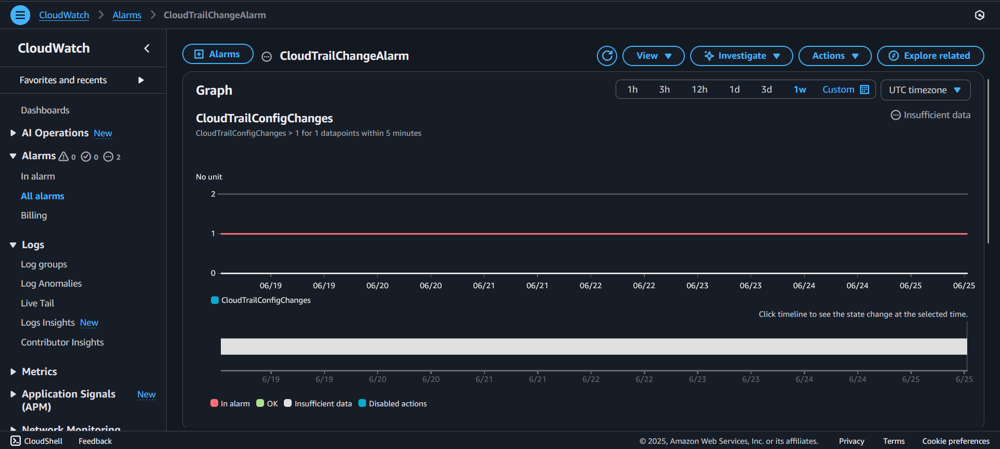 CloudWatch > Alarms > CloudTrailChangeAlarm
CloudWatch
Favorites and recents
Dashboards
AI Operations New
Alarms 0 0 2
In alarm
All alarms
Billing
Logs
Log groups
Log Anomalies
Live Tail
Logs Insights New
Contributor Insights
Metrics
Application Signals New
(APM)
Network Monitoring
Alarms CloudTrailChangeAlarm View Investigate Actions Explore related
Graph 1h 3h 12h 1d 3d 1w Custom UTC timezone
CloudTrailConfigChanges Insufficient data
CloudTrailConfigChanges > 1 for 1 datapoints within 5 minutes
No unit
2
1
0
06/19 06/19 06/20 06/20 06/21 06/21 06/22 06/22 06/23 06/23 06/24 06/24 06/25 06/25
CloudTrailConfigChanges
Click timeline to see the state change at the selected time.
6/19 6/19 6/20 6/20 6/21 6/21 6/22 6/22 6/23 6/23 6/24 6/24 6/25 6/25
In alarm OK Insufficient data Disabled actions
CloudShell Feedback © 2025, Amazon Web Services, Inc. or its affiliates. Privacy Terms Cookie preferences